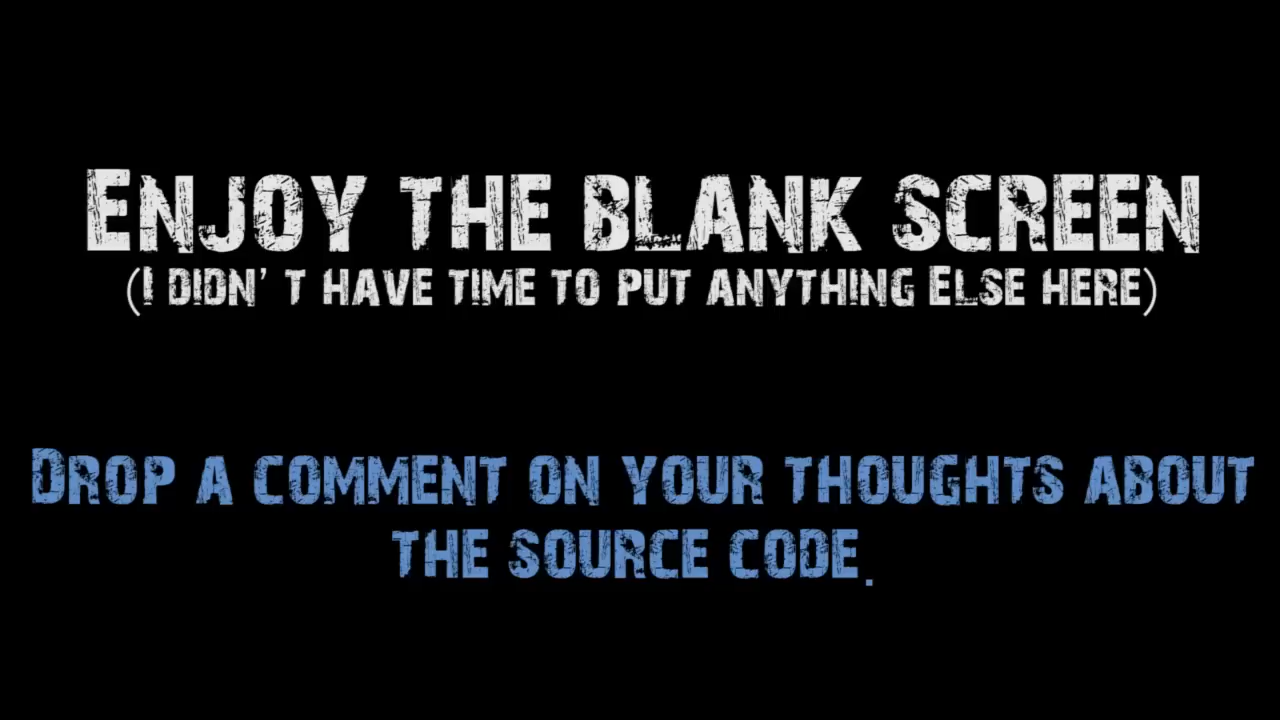 Enjoy the blank screen
(I didn't have time to put anything Else here)
Drop a comment on your thoughts about
the source code.